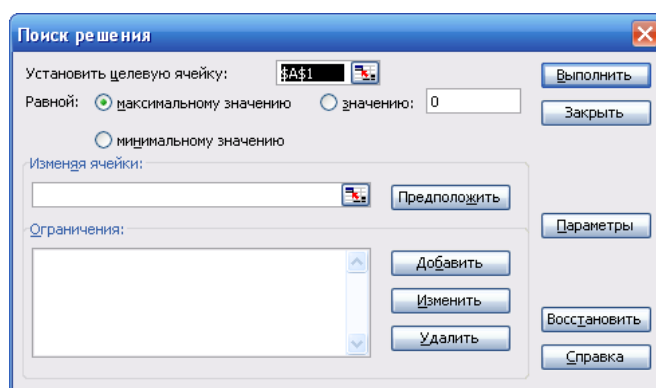 Поиск решения
Установить целевую ячейку: $A$1
Выполнить
Равной: максимальному значению значению: 0
Закрыть
минимальному значению
Изменяя ячейки:
Предположить
Ограничения:
Параметры
Добавить
Изменить
Удалить
Восстановить
Справка